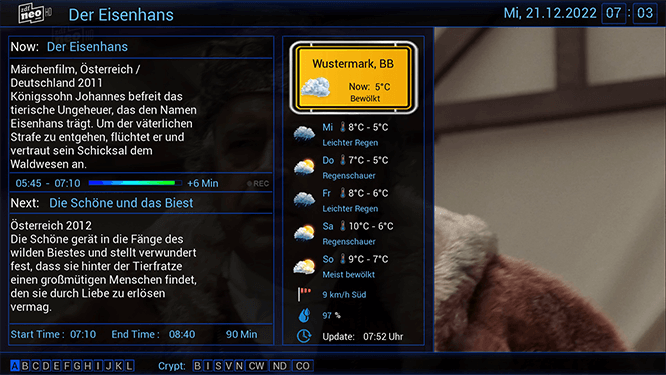 zdf neo HD
Der Eisenhans
Mi, 21.12.2022 07 : 03
Now: Der Eisenhans
Märchenfilm, Österreich /
Deutschland 2011
Königssohn Johannes befreit das
tierische Ungeheuer, das den Namen
Eisenhans trägt. Um der väterlichen
Strafe zu entgehen, flüchtet er und
vertraut sein Schicksal dem
Waldwesen an.
05:45 - 07:10 +6 Min REC
Next: Die Schöne und das Biest
Österreich 2012
Die Schöne gerät in die Fänge des
wilden Biestes und stellt verwundert
fest, dass sie hinter der Tierfratze
einen großmütigen Menschen findet,
den sie durch Liebe zu erlösen
vermag.
Start Time : 07:10 End Time : 08:40 90 Min
Wustermark, BB
Now: 5°C
Bewölkt
Mi 8°C - 5°C
Leichter Regen
Do 7°C - 5°C
Regenschauer
Fr 8°C - 6°C
Leichter Regen
Sa 10°C - 6°C
Regenschauer
So 9°C - 7°C
Meist bewölkt
9 km/h Süd
97 %
Update: 07:52 Uhr
A B C D E F G H I J K L Crypt: B I S V N CW ND CO